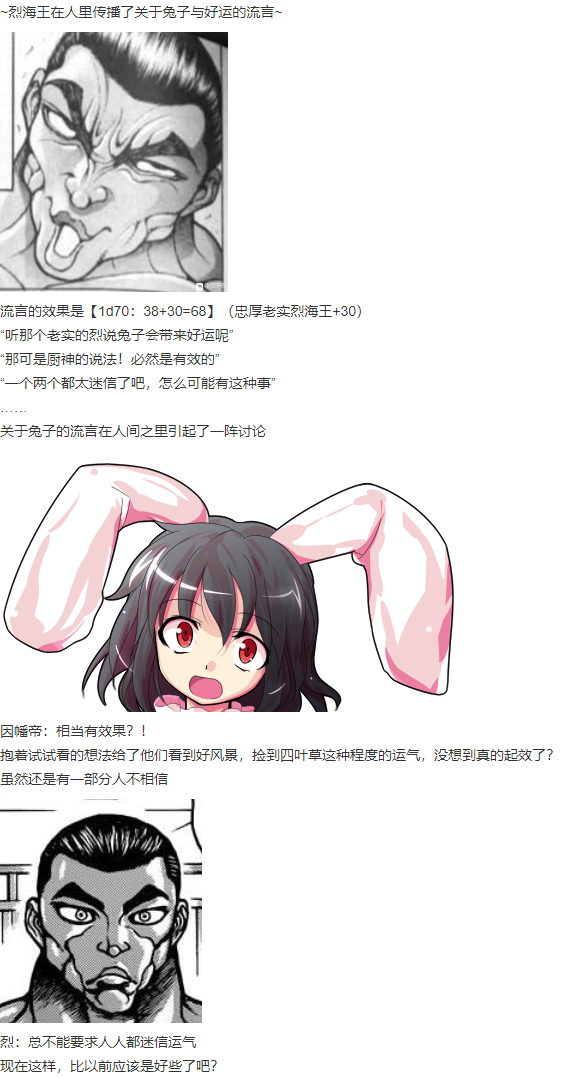 ~烈海王在人里传播了关于兔子与好运的流言~
流言的效果是【1d70：38+30=68】（忠厚老实烈海王+30）
“听那个老实的烈说兔子会带来好运呢”
“那可是厨神的说法！必然是有效的”
“一个两个都太迷信了吧，怎么可能有这种事”
……
关于兔子的流言在人间之里引起了一阵讨论
因幡帝：相当有效果？！
抱着试试看的想法给了他们看到好风景，捡到四叶草这种程度的运气，没想到真的起效了？
虽然还是有一部分人不相信
烈：总不能要求人人都迷信运气
现在这样，比以前应该是好些了吧？